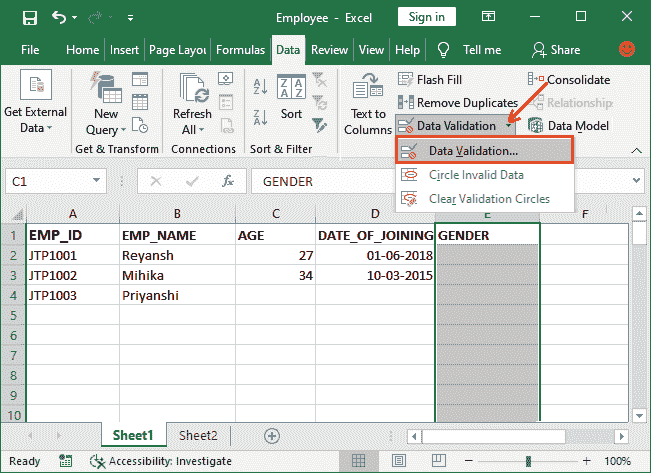 Employee - Excel
Sign in
File Home Insert Page Layou Formulas Data Review View Help Tell me Share
Get External
Data
New
Query
Refresh
All
Sort
Text to
Columns
Flash Fill
Remove Duplicates
Data Validation
Consolidate
Relationship
Data Model
Get & Transform
Connections
Sort & Filter
Data Validation...
Circle Invalid Data
Clear Validation Circles
C1 fx GENDER
A B C D E F
1 EMP_ID EMP_NAME AGE DATE_OF_JOINING GENDER
2 JTP1001 Reyansh 27 01-06-2018
3 JTP1002 Mihika 34 10-03-2015
4 JTP1003 Priyanshi
5
6
7
8
9
10
Sheet1 Sheet2
Ready Accessibility: Investigate 100%